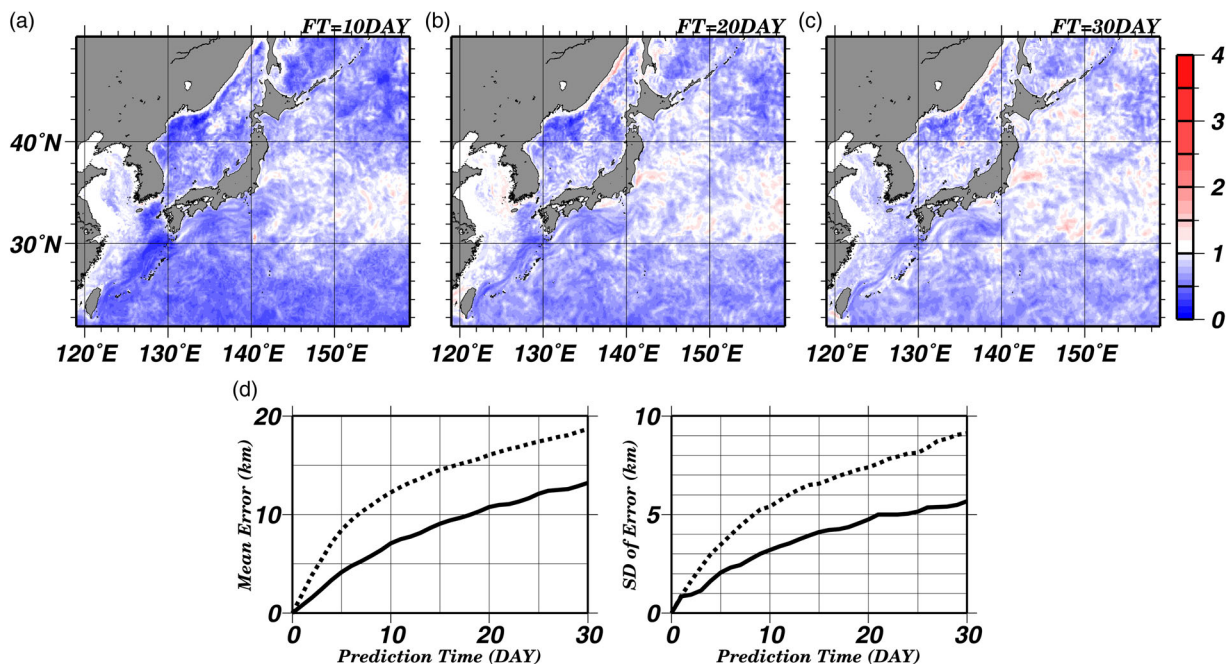 (a) FT=10DAY (b) FT=20DAY (c) FT=30DAY
4
3
2
1
0
40°N
30°N
120°E 130°E 140°E 150°E 120°E 130°E 140°E 150°E 120°E 130°E 140°E 150°E
(d)
Mean Error (km)
20
10
0
0 10 20 30
Prediction Time (DAY)
SD of Error (km)
10
5
0
0 10 20 30
Prediction Time (DAY)